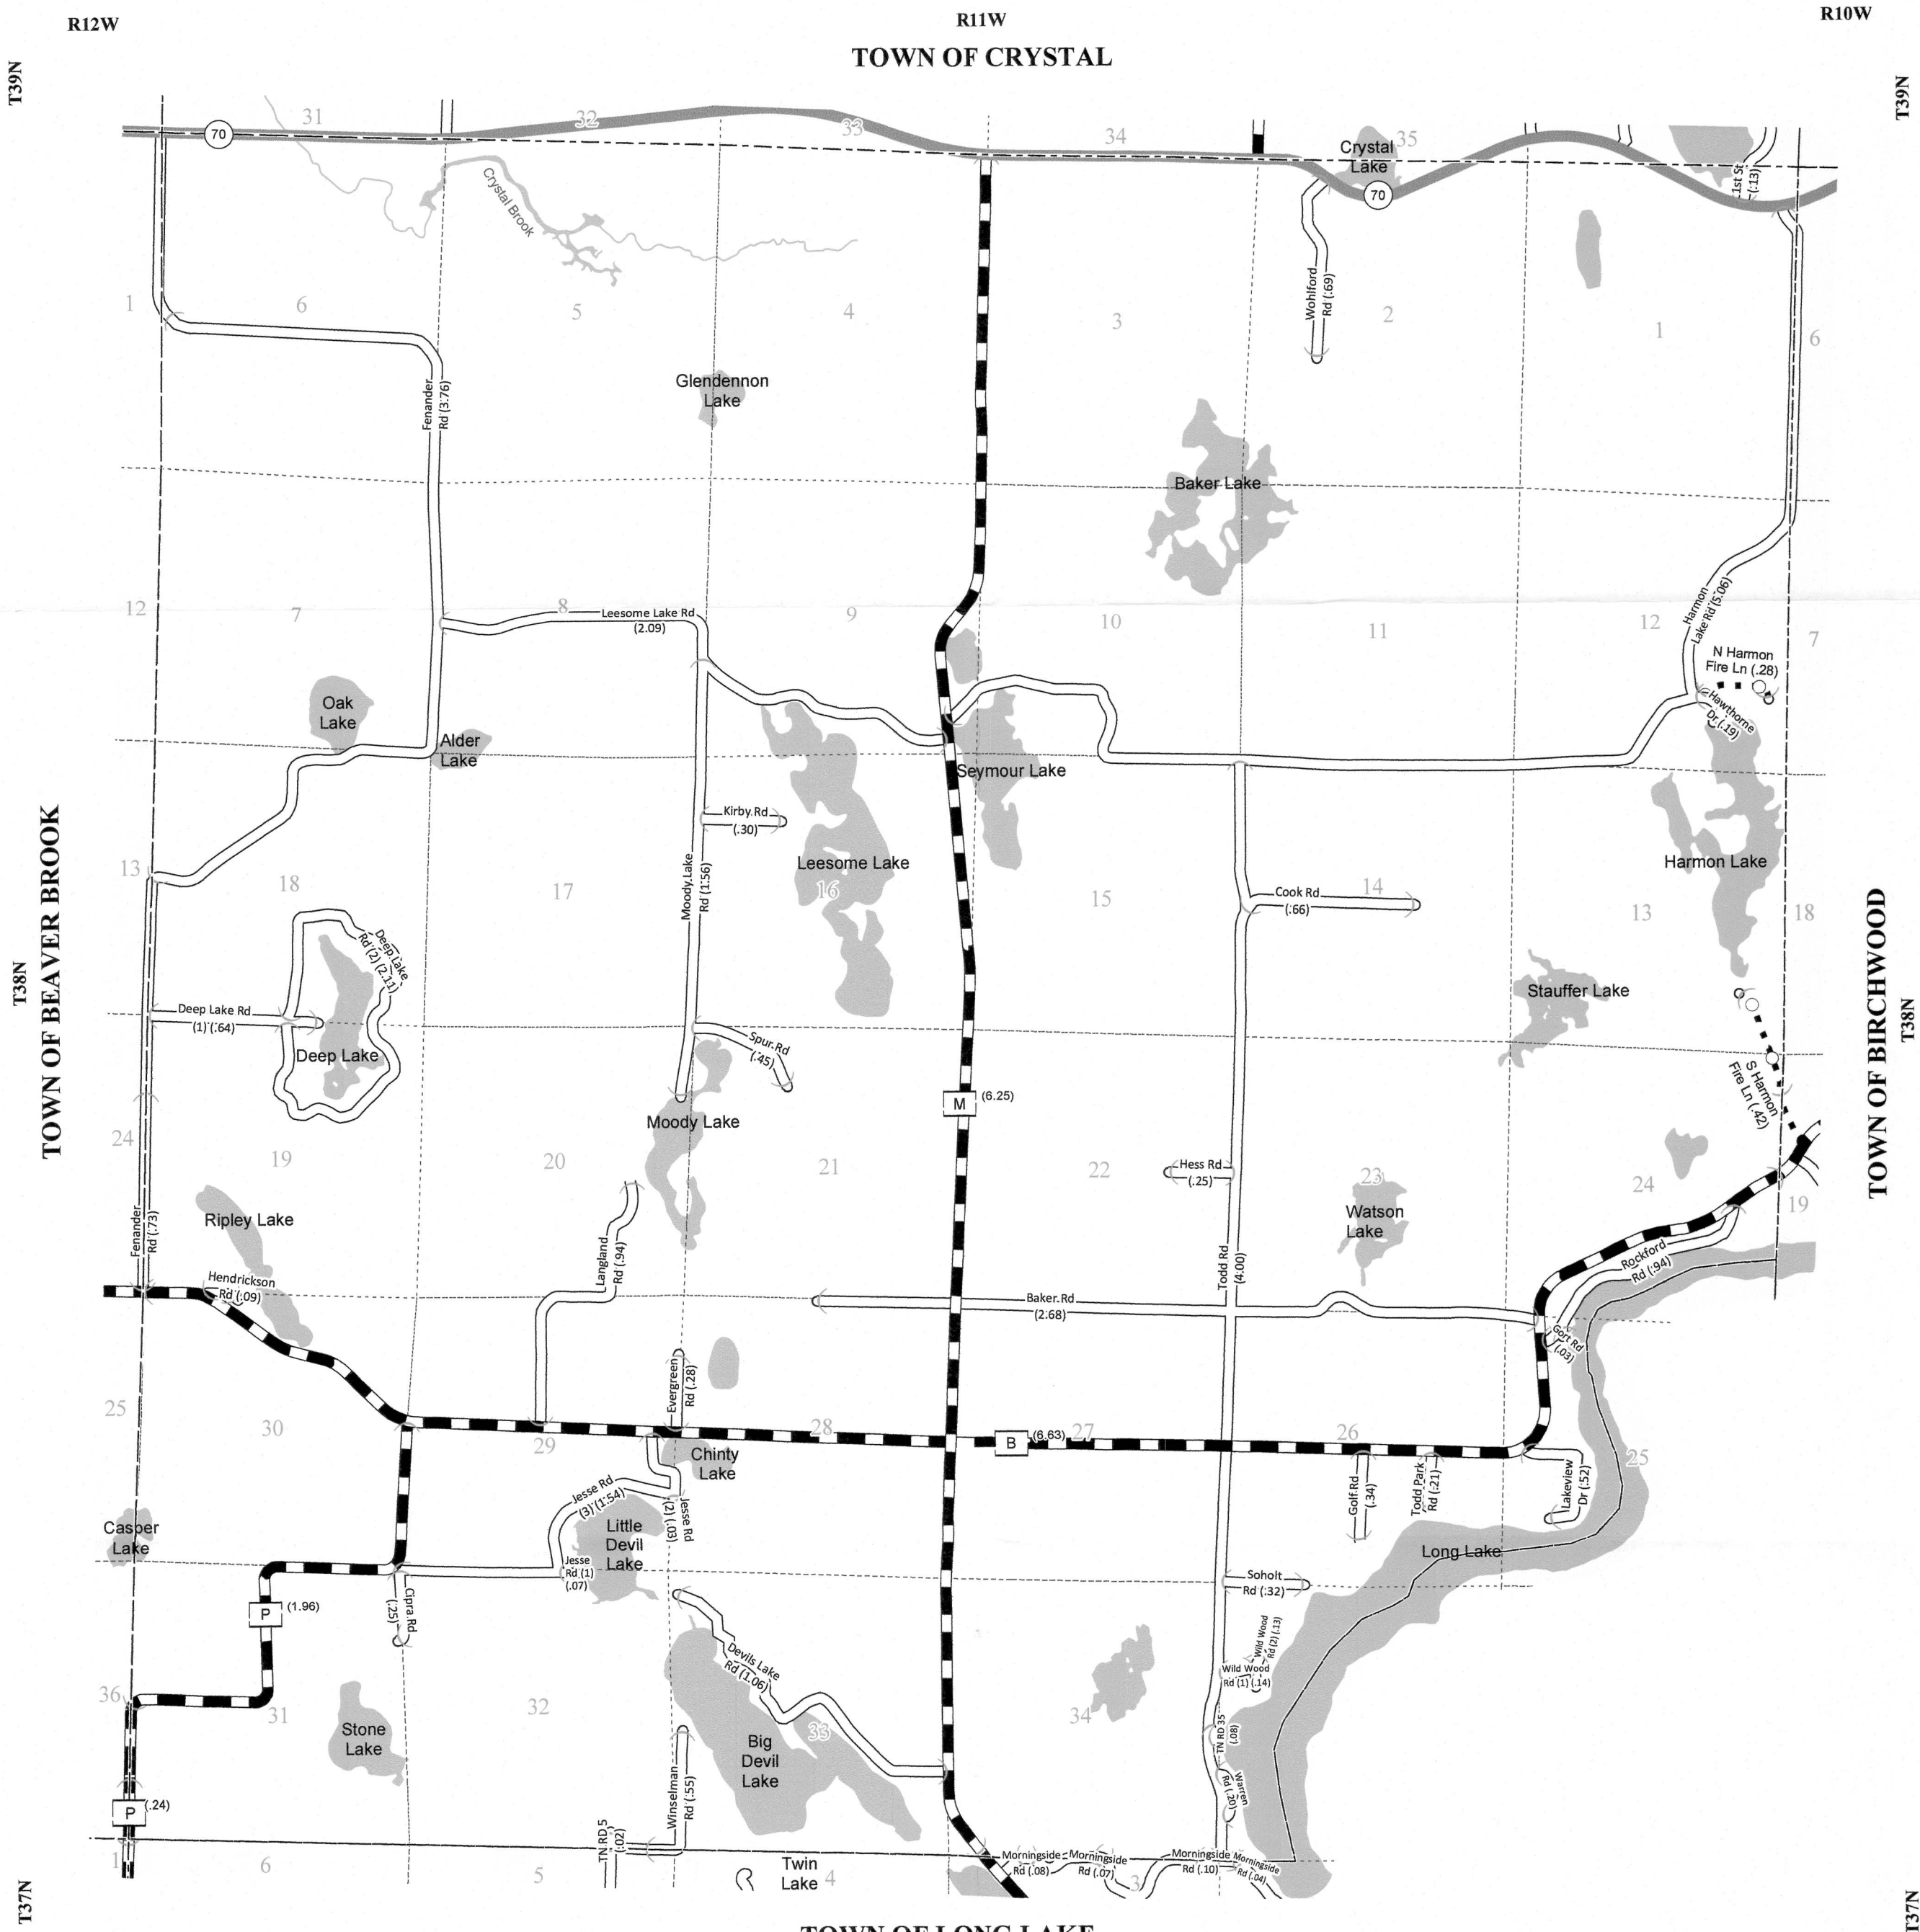 R12W
R11W
R10W
TOWN OF CRYSTAL
T39N
T39N
31
32
33
34
35
70
Crystal
Lake
70
1st St
(.13)
Crystal Brook
Wohlford
Rd (.69)
1
6
5
4
3
2
1
6
Fenander
Rd (3.76)
Glendennon
Lake
Baker Lake
12
7
8
Leesome Lake Rd
(2.09)
9
10
11
12
7
Harmon
Lake Rd (5.06)
N Harmon
Fire Ln (.28)
Hawthorne
Dr (.19)
Oak
Lake
Alder
Lake
Seymour Lake
Kirby Rd
(.30)
Leesome Lake
16
Harmon Lake
13
18
17
Moody Lake
Rd (1.56)
15
Cook Rd
(.66)
14
13
18
TOWN OF BEAVER BROOK
TOWN OF BIRCHWOOD
T38N
T38N
Deep Lake
Rd (2) (2.11)
Deep Lake Rd
(1) (.64)
Deep Lake
Stauffer Lake
Spur Rd
(.45)
Moody Lake
M
(6.25)
S Harmon
Fire Ln (.42)
24
19
20
21
22
Hess Rd
(.25)
23
24
19
Ripley Lake
Watson
Lake
Fenander
Rd (.73)
Langland
Rd (.94)
Todd Rd
(4.00)
Rockford
Rd (.94)
Hendrickson
Rd (.09)
Baker Rd
(2.68)
Gort Rd
(.03)
Evergreen
Rd (.28)
25
30
29
28
B
(6.63)
27
26
25
Chinty
Lake
Jesse Rd
(3) (1.54)
Jesse Rd
(2) (.03)
Golf Rd
(.34)
Todd Park
Rd (.21)
Lakeview
Dr (.52)
Casper
Lake
Little
Devil
Lake
Long Lake
Jesse
Rd (1)
(.07)
Soholt
Rd (.32)
P
(1.96)
Cipra Rd
(.25)
Wild Wood
Rd (2) (.13)
Wild Wood
Rd (1) (.14)
Devils Lake
Rd (1.06)
36
31
32
33
34
Stone
Lake
Big
Devil
Lake
TN RD 35
(.08)
Warren
Rd (.20)
Winselman
Rd (.55)
P
(.24)
TN RD 5
(.02)
1
6
5
Twin
Lake
4
Morningside
Rd (.08)
Morningside
Rd (.07)
3
Morningside
Rd (.10)
Morningside
Rd (.04)
T37N
T37N
TOWN OF LONG LAKE